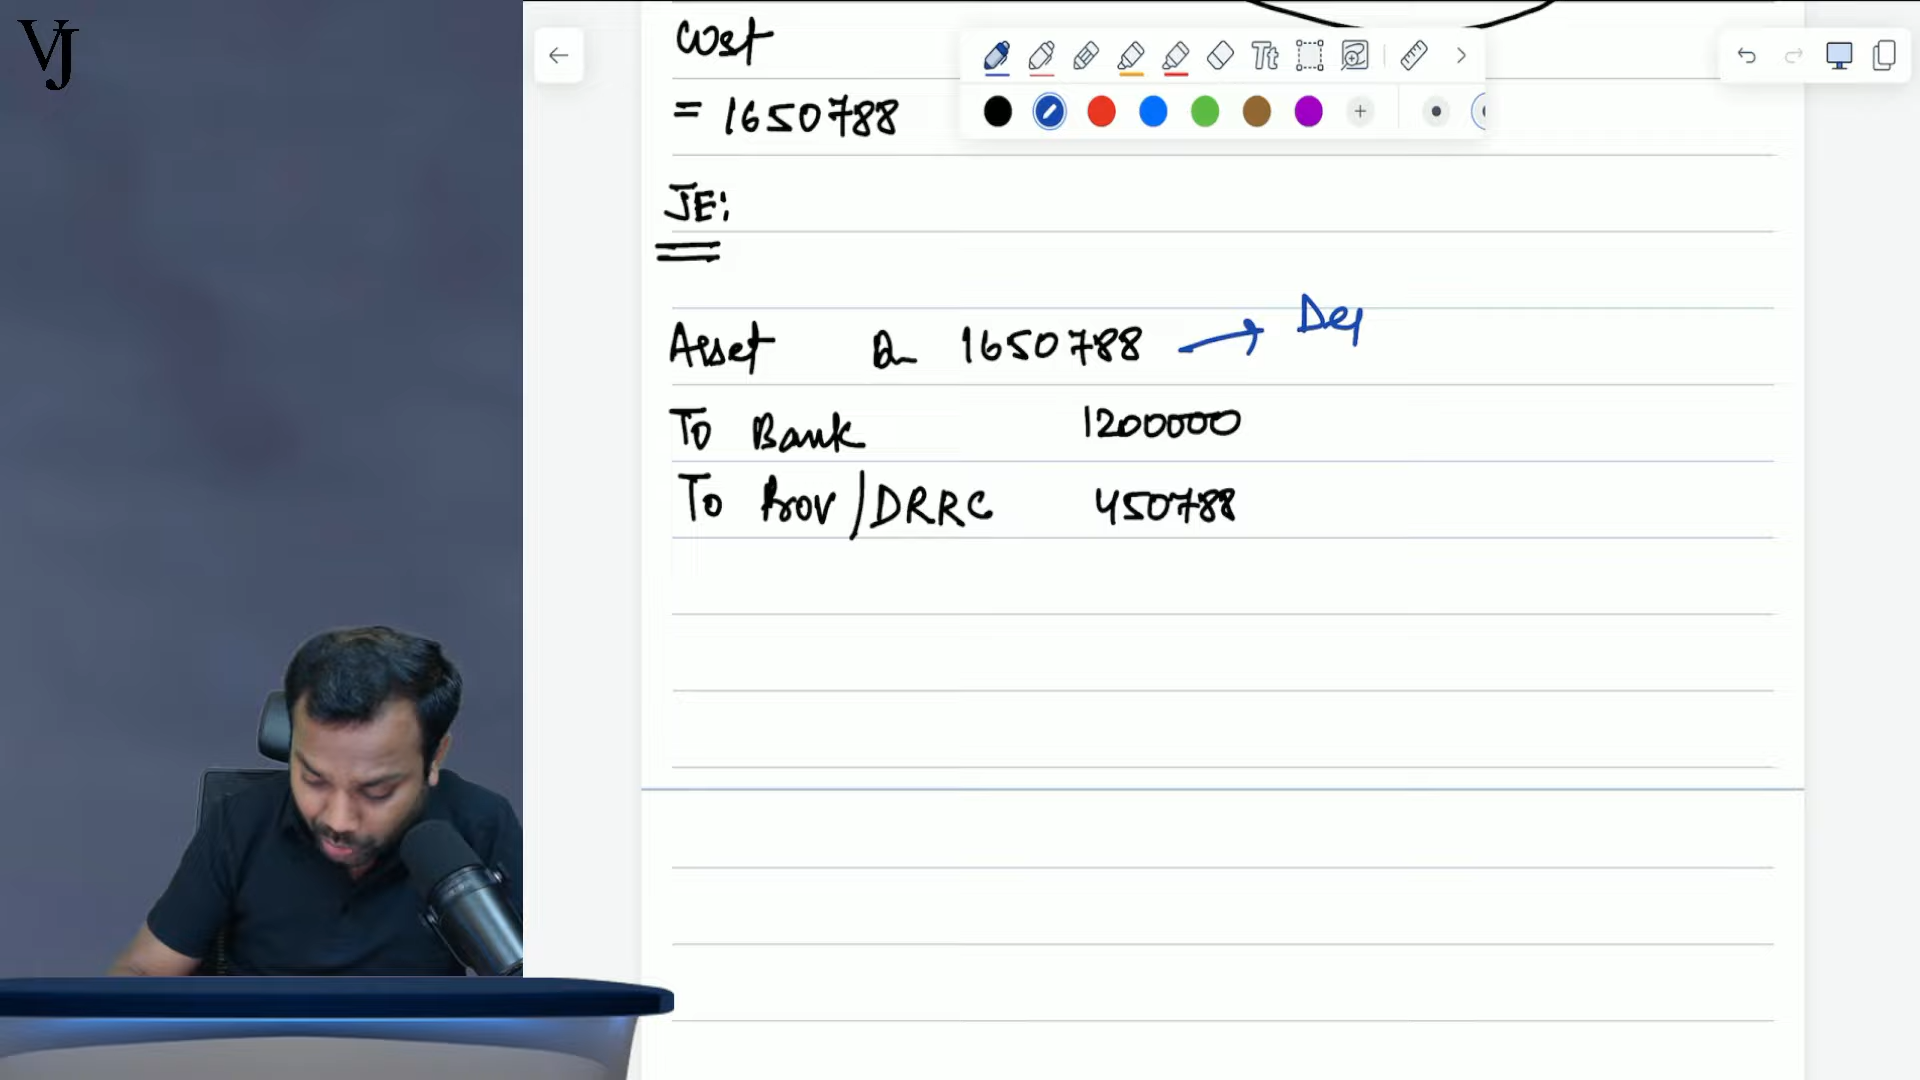 VJ
Cost
= 1650788
JE:
Asset Dr 1650788 → Dep
To Bank 1200000
To Prov/DRRC 450788
Tt